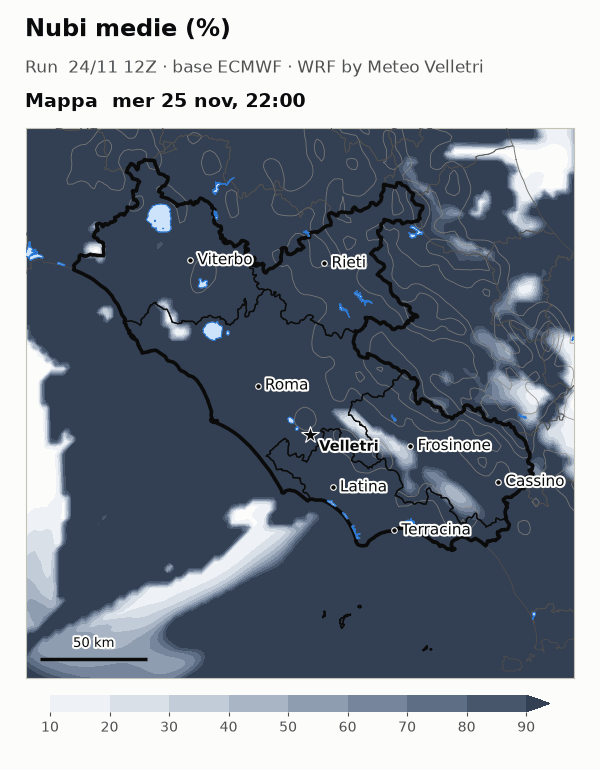 Nubi medie (%)
Run  24/11 12Z · base ECMWF · WRF by Meteo Velletri
Mappa  mer 25 nov, 22:00
Viterbo
Rieti
Roma
Velletri
Frosinone
Latina
Cassino
Terracina
50 km
10 20 30 40 50 60 70 80 90